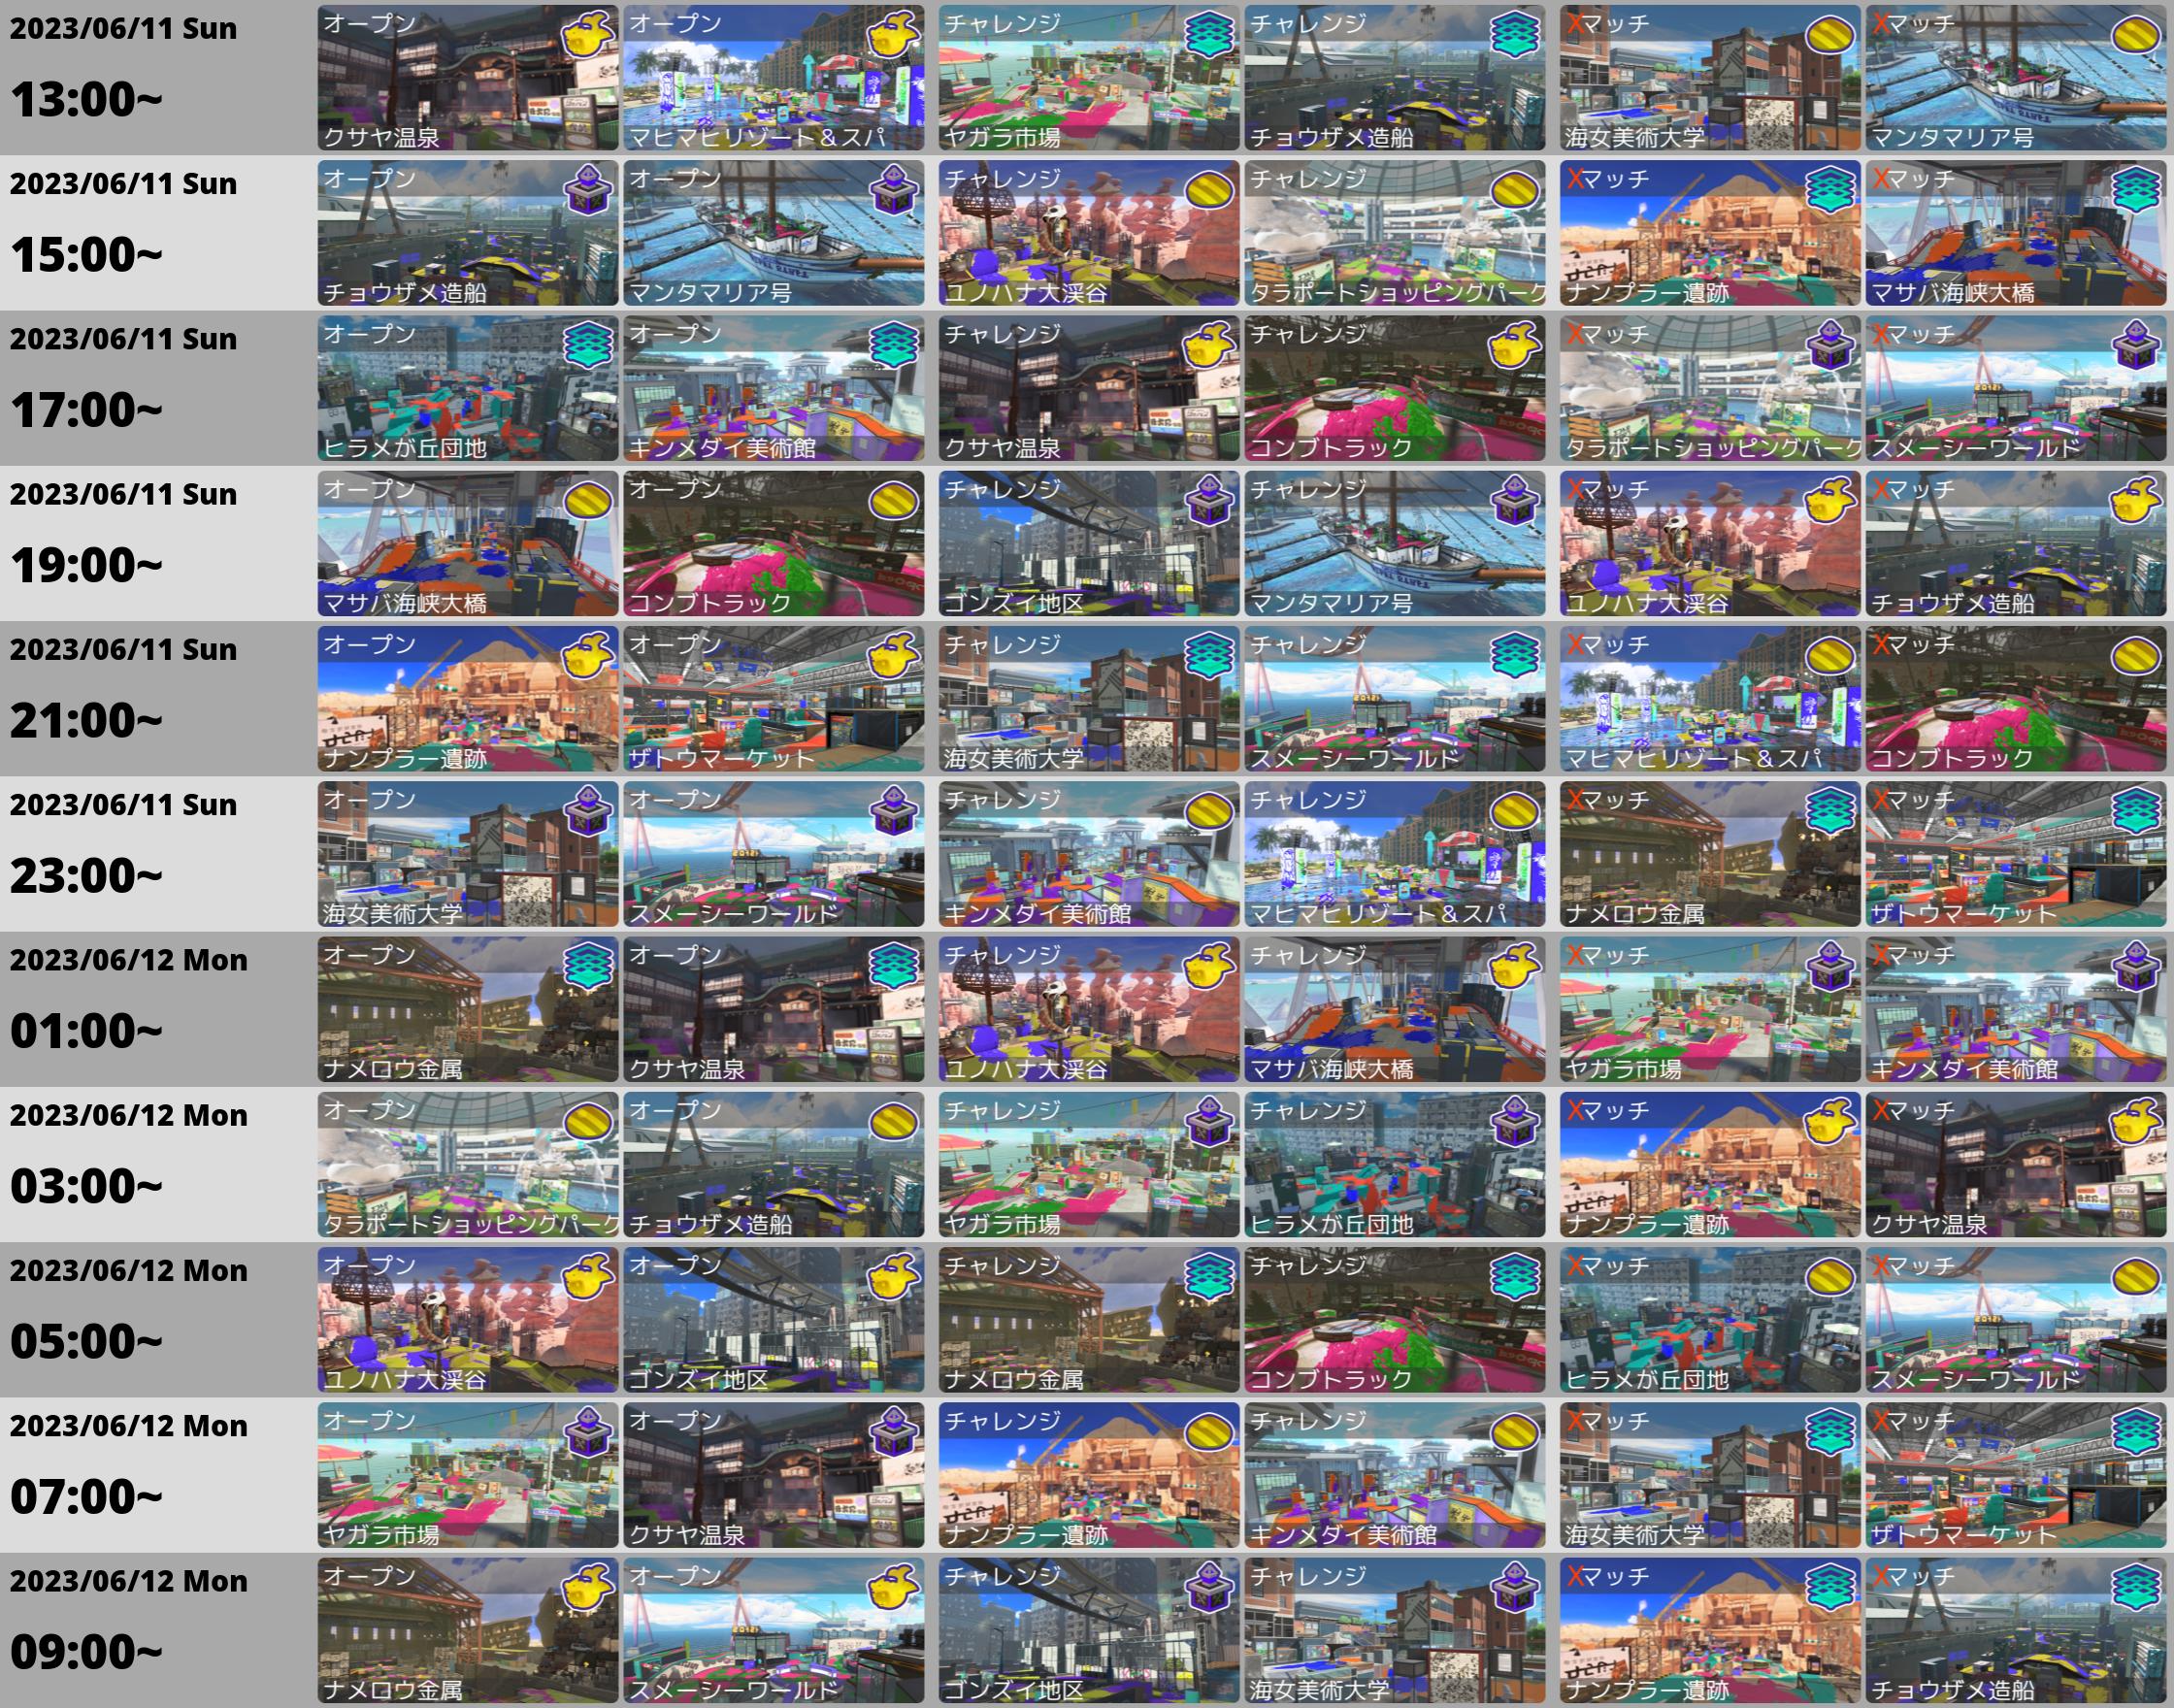 2023/06/11 Sun
13:00~
オープン オープン チャレンジ チャレンジ Xマッチ Xマッチ
クサヤ温泉 マヒマヒリゾート&スパ ヤガラ市場 チョウザメ造船 海女美術大学 マンタマリア号
2023/06/11 Sun
15:00~
オープン オープン チャレンジ チャレンジ Xマッチ Xマッチ
チョウザメ造船 マンタマリア号 ユノハナ大渓谷 タラポートショッピングパーク ナンプラー遺跡 マサバ海峡大橋
2023/06/11 Sun
17:00~
オープン オープン チャレンジ チャレンジ Xマッチ Xマッチ
ヒラメが丘団地 キンメダイ美術館 クサヤ温泉 コンブトラック タラポートショッピングパーク スメーシーワールド
2023/06/11 Sun
19:00~
オープン オープン チャレンジ チャレンジ Xマッチ Xマッチ
マサバ海峡大橋 コンブトラック ゴンズイ地区 マンタマリア号 ユノハナ大渓谷 チョウザメ造船
2023/06/11 Sun
21:00~
オープン オープン チャレンジ チャレンジ Xマッチ Xマッチ
ナンプラー遺跡 ザトウマーケット 海女美術大学 スメーシーワールド マヒマヒリゾート&スパ コンブトラック
2023/06/11 Sun
23:00~
オープン オープン チャレンジ チャレンジ Xマッチ Xマッチ
海女美術大学 スメーシーワールド キンメダイ美術館 マヒマヒリゾート&スパ ナメロウ金属 ザトウマーケット
2023/06/12 Mon
01:00~
オープン オープン チャレンジ チャレンジ Xマッチ Xマッチ
ナメロウ金属 クサヤ温泉 ユノハナ大渓谷 マサバ海峡大橋 ヤガラ市場 キンメダイ美術館
2023/06/12 Mon
03:00~
オープン オープン チャレンジ チャレンジ Xマッチ Xマッチ
タラポートショッピングパーク チョウザメ造船 ヤガラ市場 ヒラメが丘団地 ナンプラー遺跡 クサヤ温泉
2023/06/12 Mon
05:00~
オープン オープン チャレンジ チャレンジ Xマッチ Xマッチ
ユノハナ大渓谷 ゴンズイ地区 ナメロウ金属 コンブトラック ヒラメが丘団地 スメーシーワールド
2023/06/12 Mon
07:00~
オープン オープン チャレンジ チャレンジ Xマッチ Xマッチ
ヤガラ市場 クサヤ温泉 ナンプラー遺跡 キンメダイ美術館 海女美術大学 ザトウマーケット
2023/06/12 Mon
09:00~
オープン オープン チャレンジ チャレンジ Xマッチ Xマッチ
ナメロウ金属 スメーシーワールド ゴンズイ地区 海女美術大学 ナンプラー遺跡 チョウザメ造船